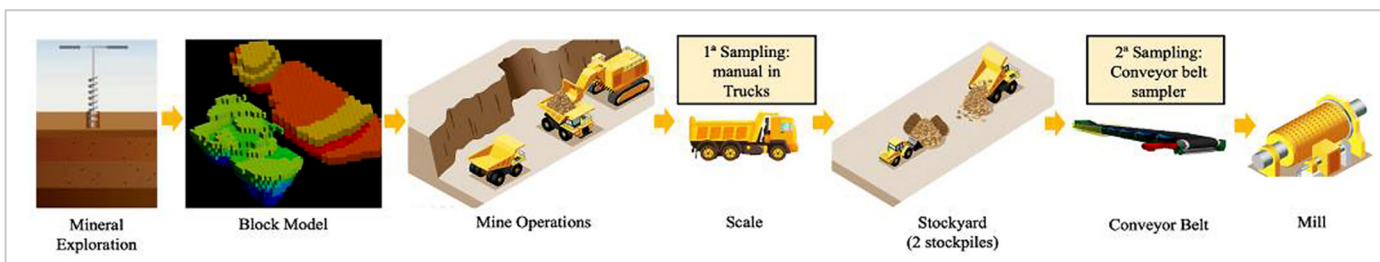 1ª Sampling:
manual in
Trucks
2ª Sampling:
Conveyor belt
sampler
Mineral
Exploration
Block Model
Mine Operations
Scale
Stockyard
(2 stockpiles)
Conveyor Belt
Mill